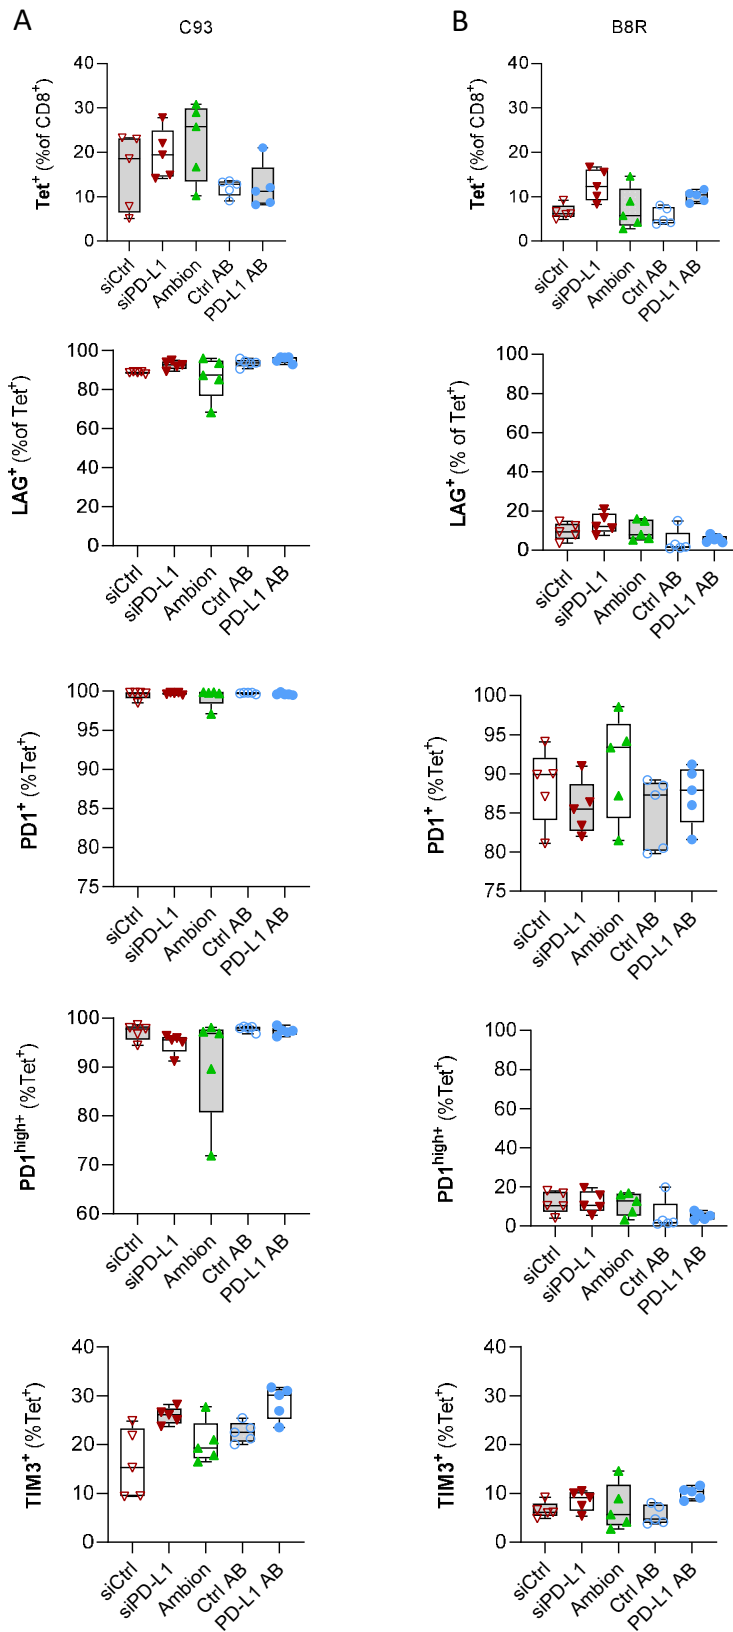 A
C93
B
B8R
Tet⁺ (%of CD8⁺)
40
30
20
10
0
siCtrl
siPD-L1
Ambion
Ctrl AB
PD-L1 AB
Tet⁺ (%of CD8⁺)
40
30
20
10
0
siCtrl
siPD-L1
Ambion
Ctrl AB
PD-L1 AB
LAG⁺ (%of Tet⁺)
100
80
60
40
20
0
siCtrl
siPD-L1
Ambion
Ctrl AB
PD-L1 AB
LAG⁺ (% of Tet⁺)
100
80
60
40
20
0
siCtrl
siPD-L1
Ambion
Ctrl AB
PD-L1 AB
PD1⁺ (%Tet⁺)
100
95
90
85
80
75
siCtrl
siPD-L1
Ambion
Ctrl AB
PD-L1 AB
PD1⁺ (%Tet⁺)
100
95
90
85
80
75
siCtrl
siPD-L1
Ambion
Ctrl AB
PD-L1 AB
PD1ʰⁱᵍʰ⁺ (%Tet⁺)
100
90
80
70
60
siCtrl
siPD-L1
Ambion
Ctrl AB
PD-L1 AB
PD1ʰⁱᵍʰ⁺ (%Tet⁺)
100
80
60
40
20
0
siCtrl
siPD-L1
Ambion
Ctrl AB
PD-L1 AB
TIM3⁺ (%Tet⁺)
40
30
20
10
0
siCtrl
siPD-L1
Ambion
Ctrl AB
PD-L1 AB
TIM3⁺ (%Tet⁺)
40
30
20
10
0
siCtrl
siPD-L1
Ambion
Ctrl AB
PD-L1 AB